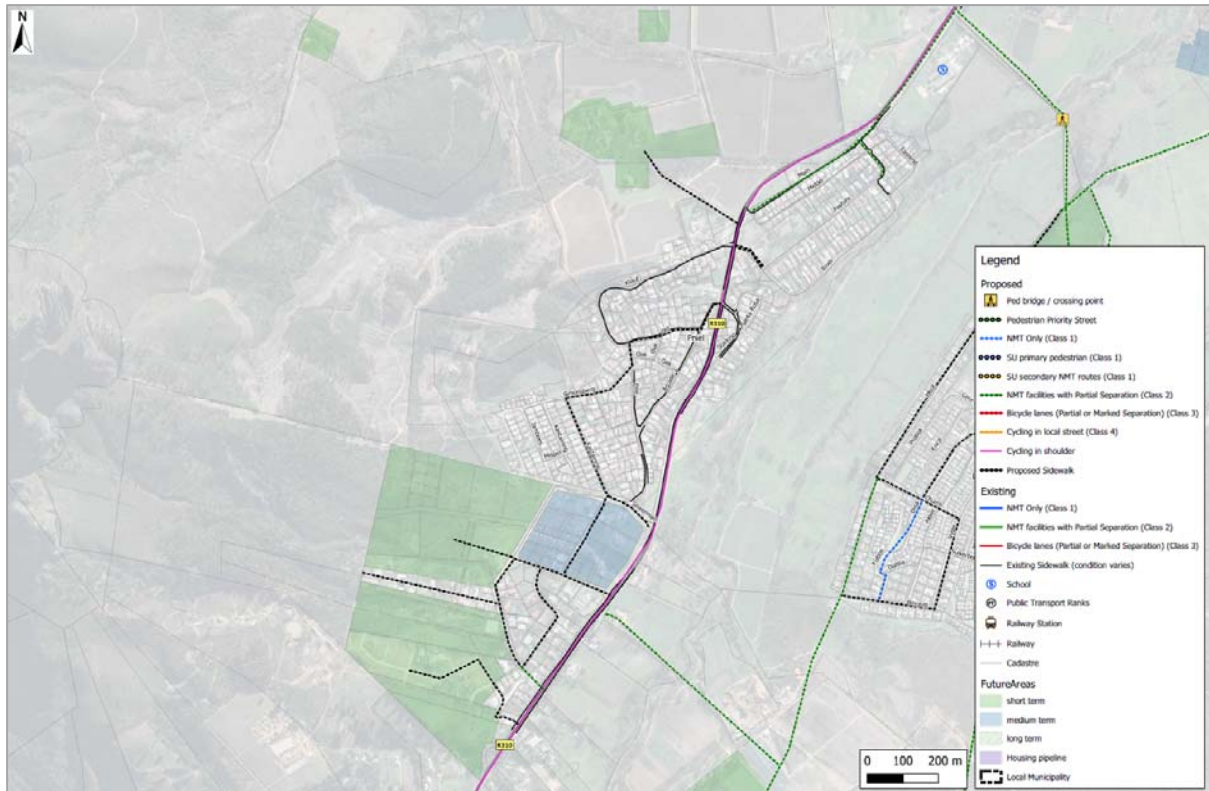 N
S
R310
Pniel
R310
0 100 200 m
Legend
Proposed
Ped bridge / crossing point
Pedestrian Priority Street
NMT Only (Class 1)
SU primary pedestrian (Class 1)
SU secondary NMT routes (Class 1)
NMT facilities with Partial Separation (Class 2)
Bicycle lanes (Partial or Marked Separation) (Class 3)
Cycling in local street (Class 4)
Cycling in shoulder
Proposed Sidewalk
Existing
NMT Only (Class 1)
NMT facilities with Partial Separation (Class 2)
Bicycle lanes (Partial or Marked Separation) (Class 3)
Existing Sidewalk (condition varies)
S School
PT Public Transport Ranks
Railway Station
Railway
Cadastre
FutureAreas
short term
medium term
long term
Housing pipeline
Local Municipality